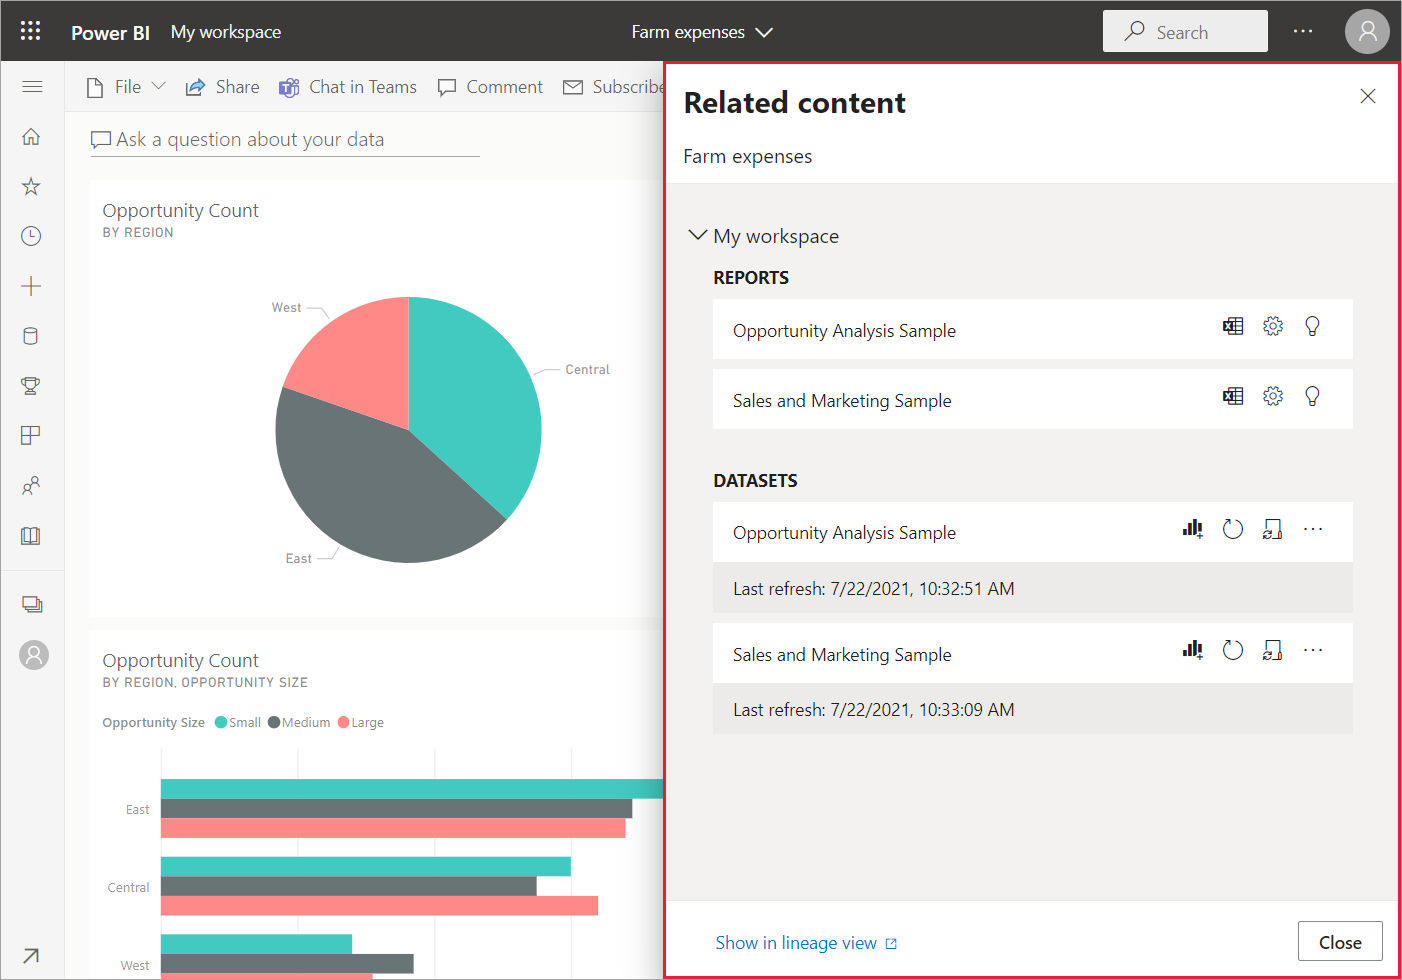 Power BI My workspace Farm expenses Search
File Share Chat in Teams Comment Subscribe
Ask a question about your data
Opportunity Count
BY REGION
West
Central
East
Opportunity Count
BY REGION, OPPORTUNITY SIZE
Opportunity Size Small Medium Large
East
Central
West
Related content
Farm expenses
My workspace
REPORTS
Opportunity Analysis Sample
Sales and Marketing Sample
DATASETS
Opportunity Analysis Sample
Last refresh: 7/22/2021, 10:32:51 AM
Sales and Marketing Sample
Last refresh: 7/22/2021, 10:33:09 AM
Show in lineage view Close